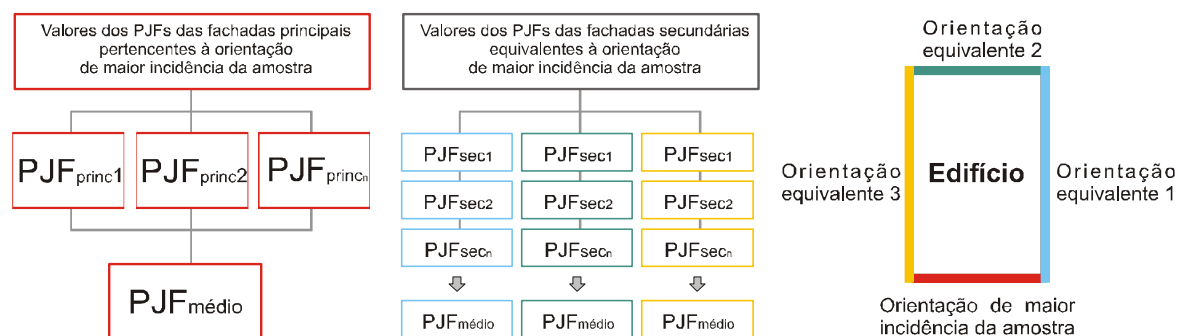 Valores dos PJFs das fachadas principais
pertencentes à orientação
de maior incidência da amostra
PJFprinc1
PJFprinc2
PJFprincn
PJFmédio
Valores dos PJFs das fachadas secundárias
equivalentes à orientação
de maior incidência da amostra
PJFsec1
PJFsec1
PJFsec1
PJFsec2
PJFsec2
PJFsec2
PJFsecn
PJFsecn
PJFsecn
PJFmédio
PJFmédio
PJFmédio
Orientação
equivalente 2
Orientação
equivalente 3
Edifício
Orientação
equivalente 1
Orientação de maior
incidência da amostra